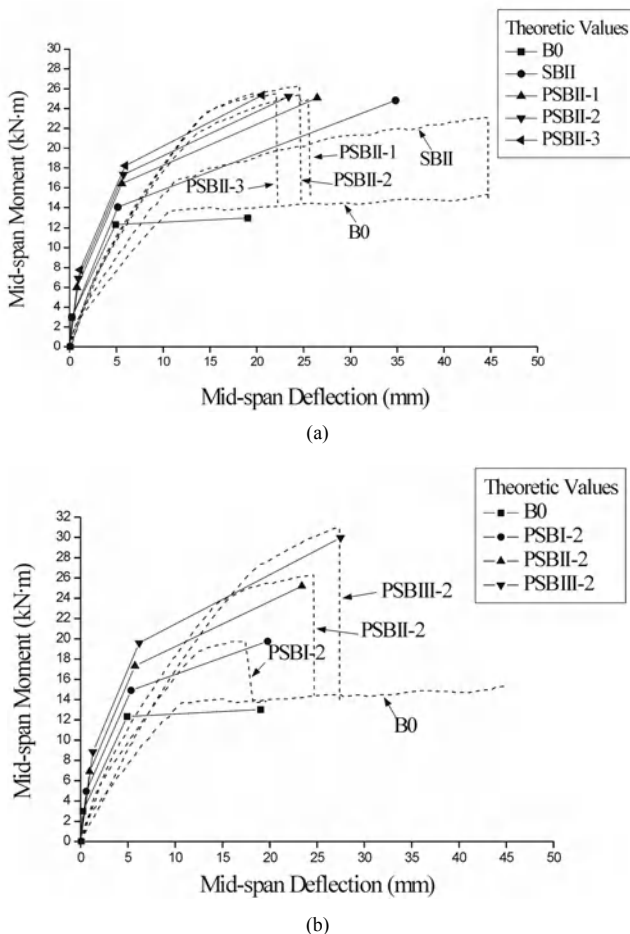 Theoretic Values
B0
SBII
PSBII-1
PSBII-2
PSBII-3
Mid-span Moment (kN·m)
30
28
26
24
22
20
18
16
14
12
10
8
6
4
2
0
PSBII-1
SBII
PSBII-3
PSBII-2
B0
0 5 10 15 20 25 30 35 40 45 50
Mid-span Deflection (mm)
(a)
Theoretic Values
B0
PSBI-2
PSBII-2
PSBIII-2
Mid-span Moment (kN·m)
32
30
28
26
24
22
20
18
16
14
12
10
8
6
4
2
0
PSBIII-2
PSBII-2
PSBI-2
B0
0 5 10 15 20 25 30 35 40 45 50
Mid-span Deflection (mm)
(b)